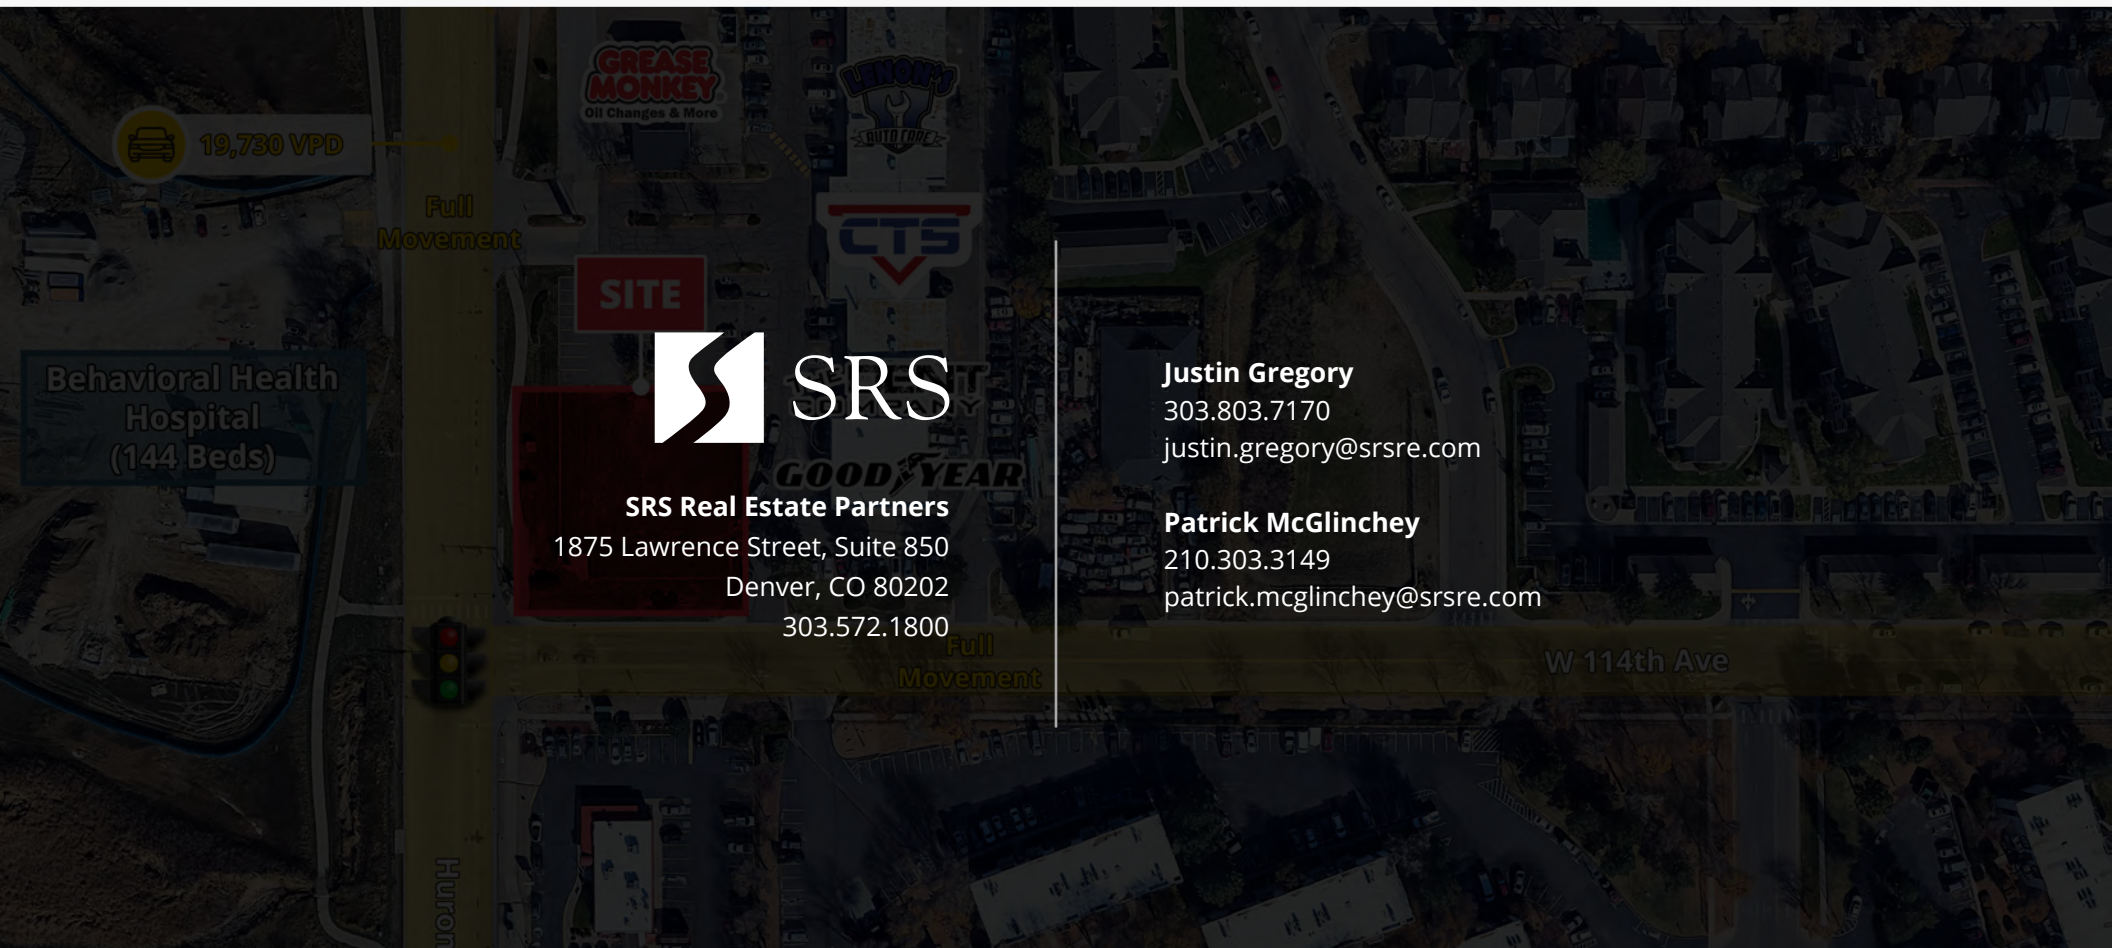 GREASE
MONKEY
Oil Changes & More
LENON'S
AUTO CARE
19,730 VPD
Full
Movement
CTS
SITE
Behavioral Health
Hospital
(144 Beds)
SRS
GOODYEAR
SRS Real Estate Partners
1875 Lawrence Street, Suite 850
Denver, CO 80202
303.572.1800
Justin Gregory
303.803.7170
justin.gregory@srsre.com
Patrick McGlinchey
210.303.3149
patrick.mcglinchey@srsre.com
Full
Movement
W 114th Ave
Huron